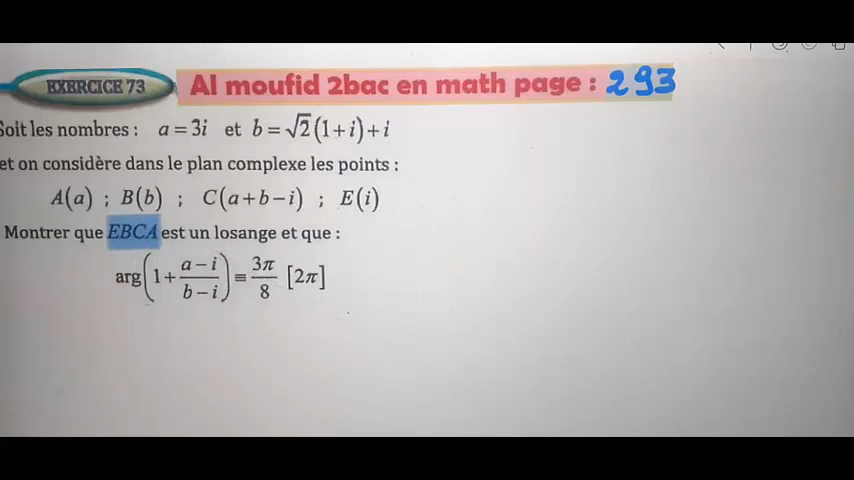 EXERCICE 73
Al moufid 2bac en math page : 293
Soit les nombres : a = 3i et b = √2(1+i)+i
et on considère dans le plan complexe les points :
A(a) ; B(b) ; C(a+b−i) ; E(i)
Montrer que EBCA est un losange et que :
arg(1+(a−i)/(b−i)) ≡ 3π/8 [2π]